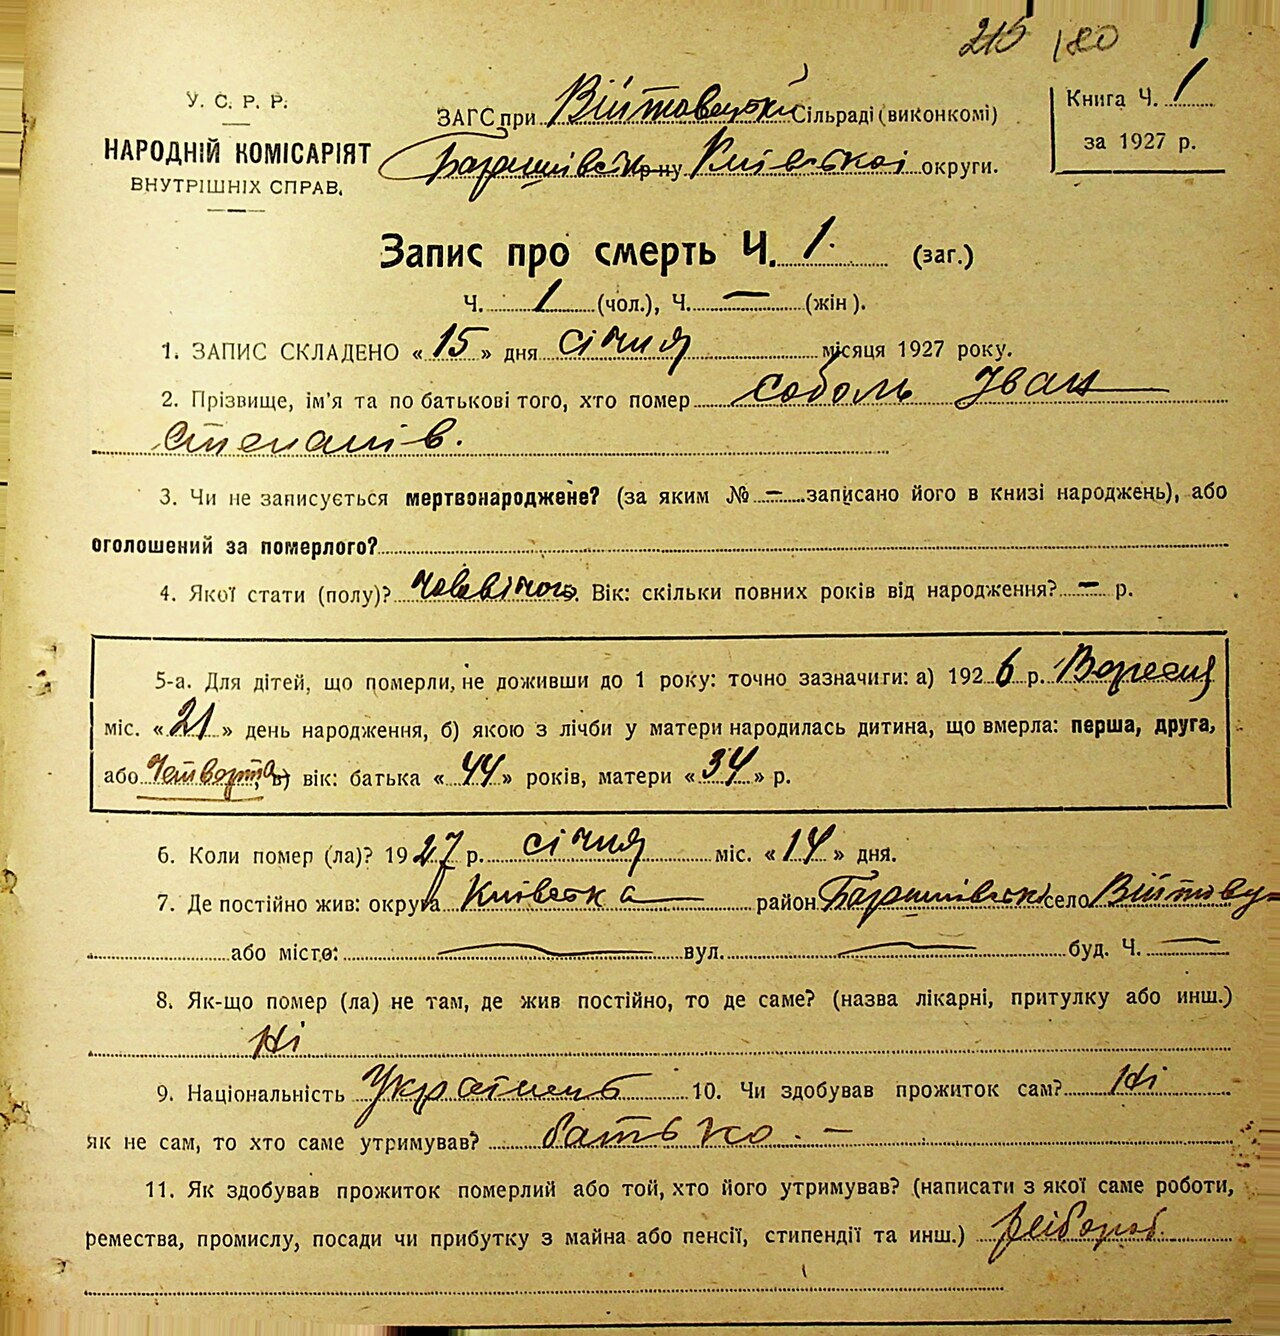 215 180
У. С. Р. Р.
НАРОДНІЙ КОМІСАРІЯТ
ВНУТРІШНІХ СПРАВ.
ЗАГС при Війтовецькій Сільраді (виконкомі)
Баришівськ р-ну Київської округи.
Книга Ч. 1
за 1927 р.
Запис про смерть Ч. 1. (заг.)
Ч. 1 (чол.), Ч. — (жін).
1. ЗАПИС СКЛАДЕНО « 15 » дня січня місяця 1927 року.
2. Прізвище, ім'я та по батькові того, хто помер Соболь Іван
Степанів.
3. Чи не записується мертвонароджене? (за яким № — записано його в книзі народжень), або
оголошений за померлого?
4. Якої стати (полу)? чоловічого. Вік: скільки повних років від народження? — р.
5-а. Для дітей, що померли, не доживши до 1 року: точно зазначити: а) 1926 р. Вересня
міс. « 21 » день народження, б) якою з лічби у матери народилась дитина, що вмерла: перша, друга,
або четверта, в) вік: батька « 44 » років, матери « 34 » р.
6. Коли помер (ла)? 1927 р. січня міс. « 14 » дня.
7. Де постійно жив: округа Київська район Баришівськ село Війтову-
або місто: — вул. — буд. Ч. —
8. Як-що помер (ла) не там, де жив постійно, то де саме? (назва лікарні, притулку або инш.)
Ні
9. Національність Українець 10. Чи здобував прожиток сам? Ні
як не сам, то хто саме утримував? батько. —
11. Як здобував прожиток померлий або той, хто його утримував? (написати з якої саме роботи,
ремества, промислу, посади чи прибутку з майна або пенсії, стипендії та инш.) хлібороб.